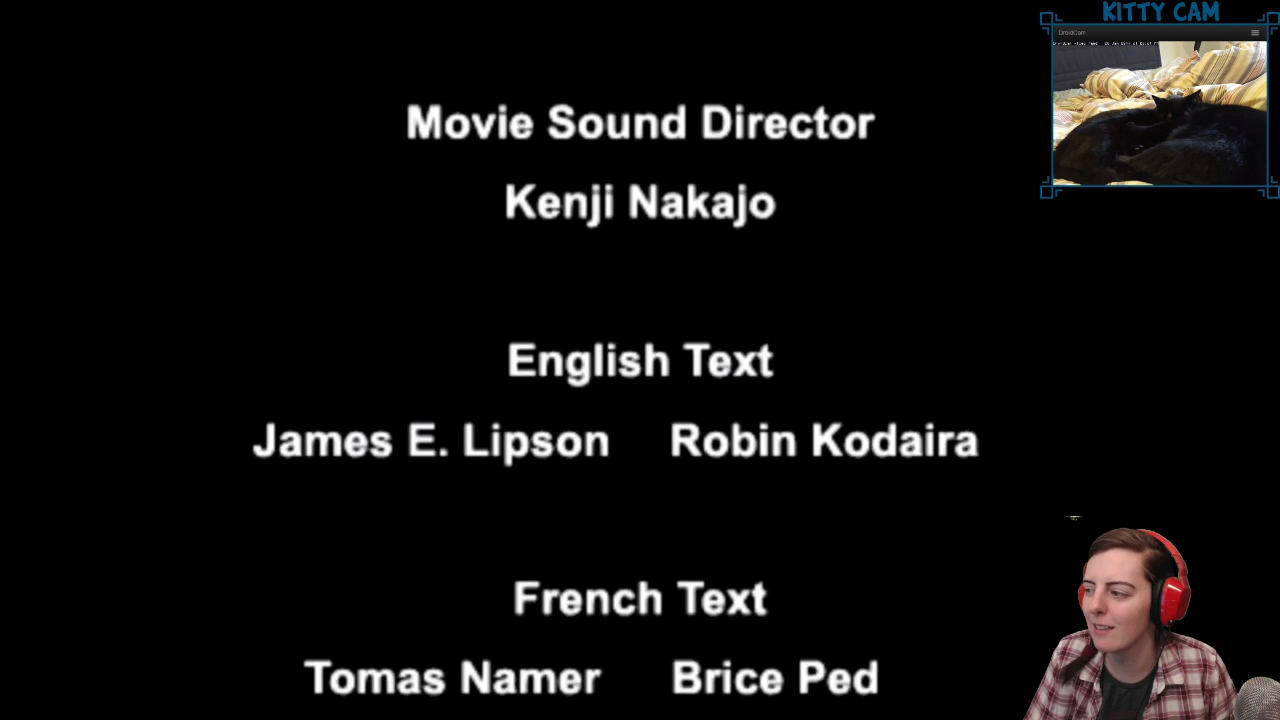 KITTY CAM
DroidCam
Movie Sound Director
Kenji Nakajo
English Text
James E. Lipson Robin Kodaira
French Text
Tomas Namer Brice Ped